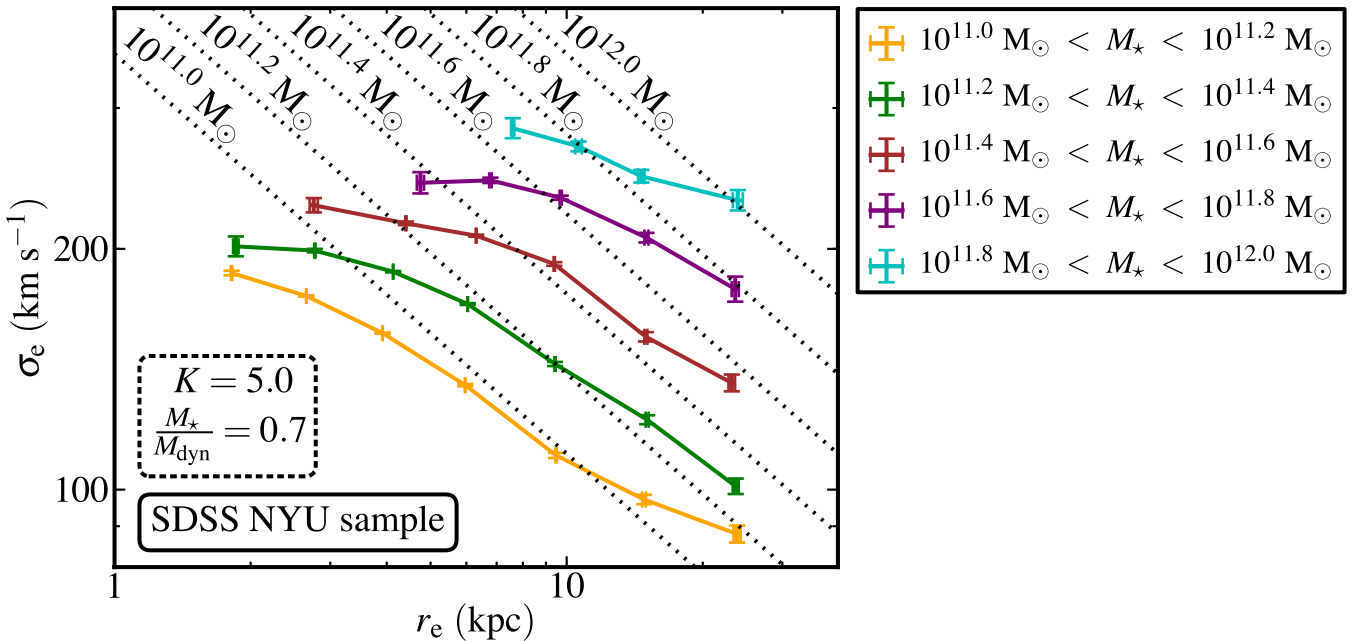 10^11.0 M⊙
10^11.2 M⊙
10^11.4 M⊙
10^11.6 M⊙
10^11.8 M⊙
10^12.0 M⊙
200
100
σe (km s−1)
K = 5.0
M⋆/Mdyn = 0.7
SDSS NYU sample
1
10
re (kpc)
10^11.0 M⊙ < M⋆ < 10^11.2 M⊙
10^11.2 M⊙ < M⋆ < 10^11.4 M⊙
10^11.4 M⊙ < M⋆ < 10^11.6 M⊙
10^11.6 M⊙ < M⋆ < 10^11.8 M⊙
10^11.8 M⊙ < M⋆ < 10^12.0 M⊙